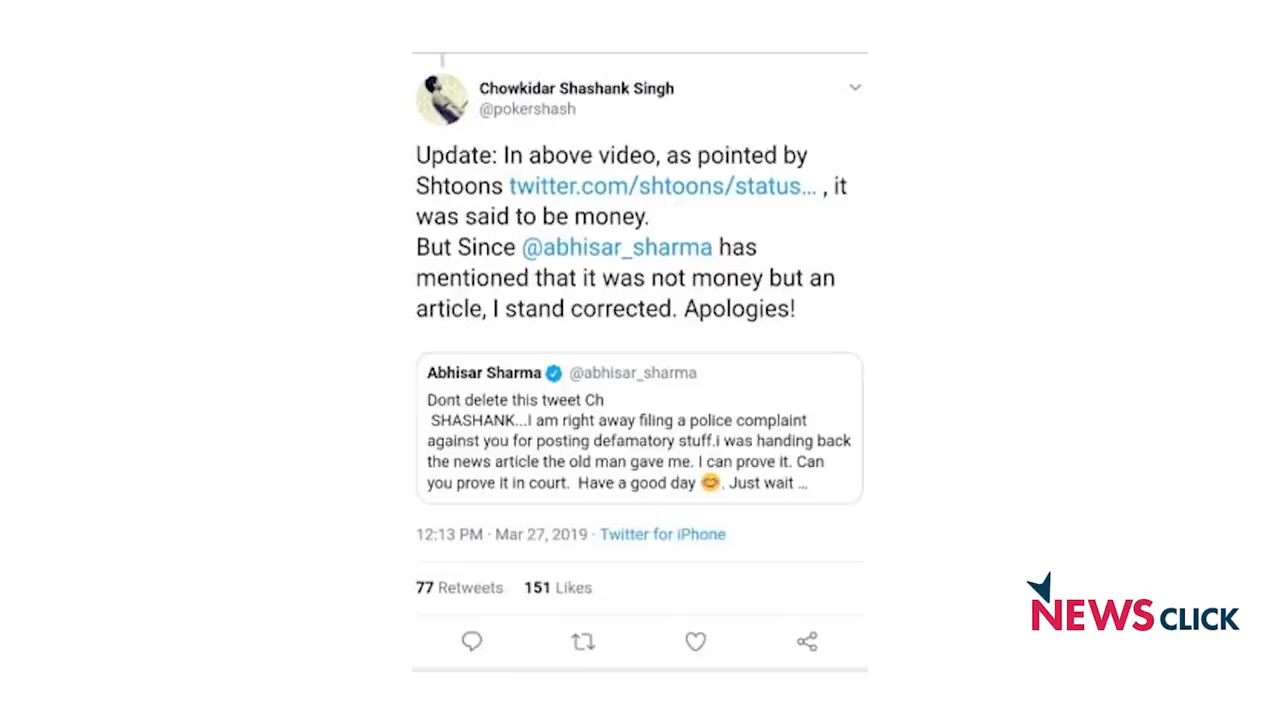 Chowkidar Shashank Singh
@pokershash
Update: In above video, as pointed by
Shtoons twitter.com/shtoons/status... , it
was said to be money.
But Since @abhisar_sharma has
mentioned that it was not money but an
article, I stand corrected. Apologies!
Abhisar Sharma @abhisar_sharma
Dont delete this tweet Ch
SHASHANK...I am right away filing a police complaint
against you for posting defamatory stuff.i was handing back
the news article the old man gave me. I can prove it. Can
you prove it in court. Have a good day 😊. Just wait ...
12:13 PM · Mar 27, 2019 · Twitter for iPhone
77 Retweets 151 Likes
NEWSCLICK